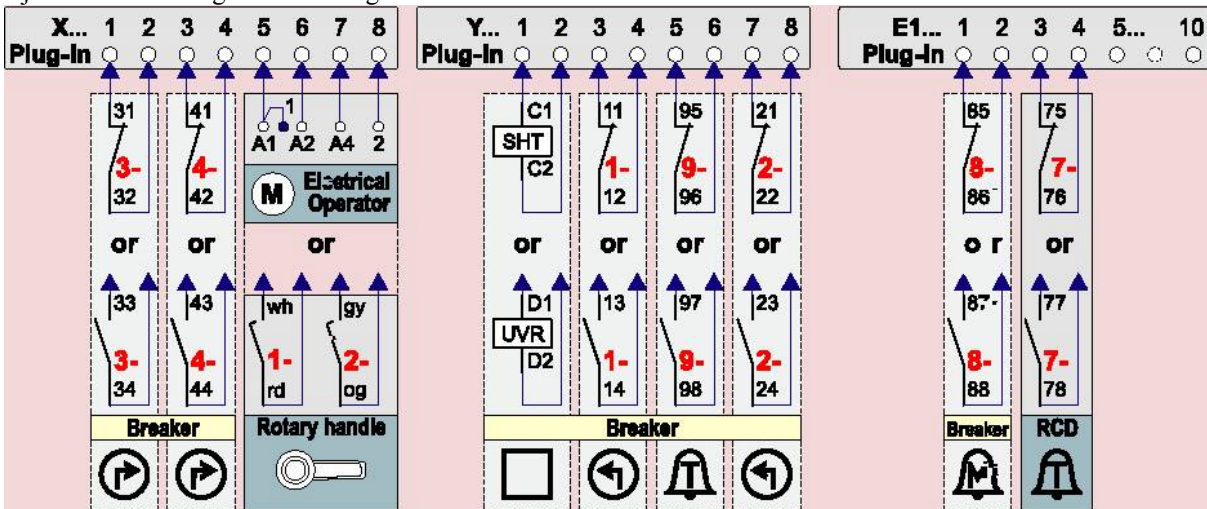 X... 1 2 3 4 5 6 7 8
Plug-In
Y... 1 2 3 4 5 6 7 8
Plug-In
E1... 1 2 3 4 5... 10
Plug-In
31 41 1
A1 A2 A4 2
3- 4-
32 42
M Electrical
Operator
C1 11 95 21
SHT
C2 1- 9- 2-
12 96 22
85 75
8- 7-
86 76
or or or
or or or or
or or
33 43 wh gy
3- 4- 1- 2-
34 44 rd og
D1 13 97 23
UVR
D2 1- 9- 2-
14 98 24
87 77
8- 7-
88 78
Breaker Rotary handle
Breaker
Breaker RCD
T
M
T